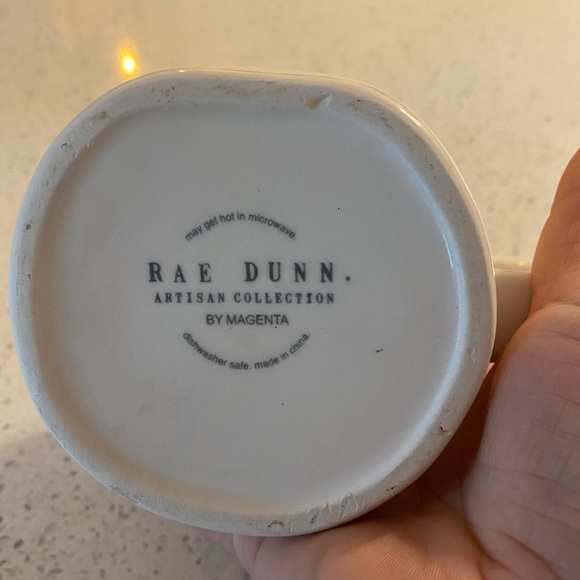 may get hot in microwave.
RAE DUNN.
ARTISAN COLLECTION
BY MAGENTA
dishwasher safe. made in china.